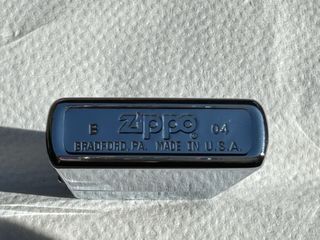 B Zippo 04
BRADFORD, PA. MADE IN U.S.A.